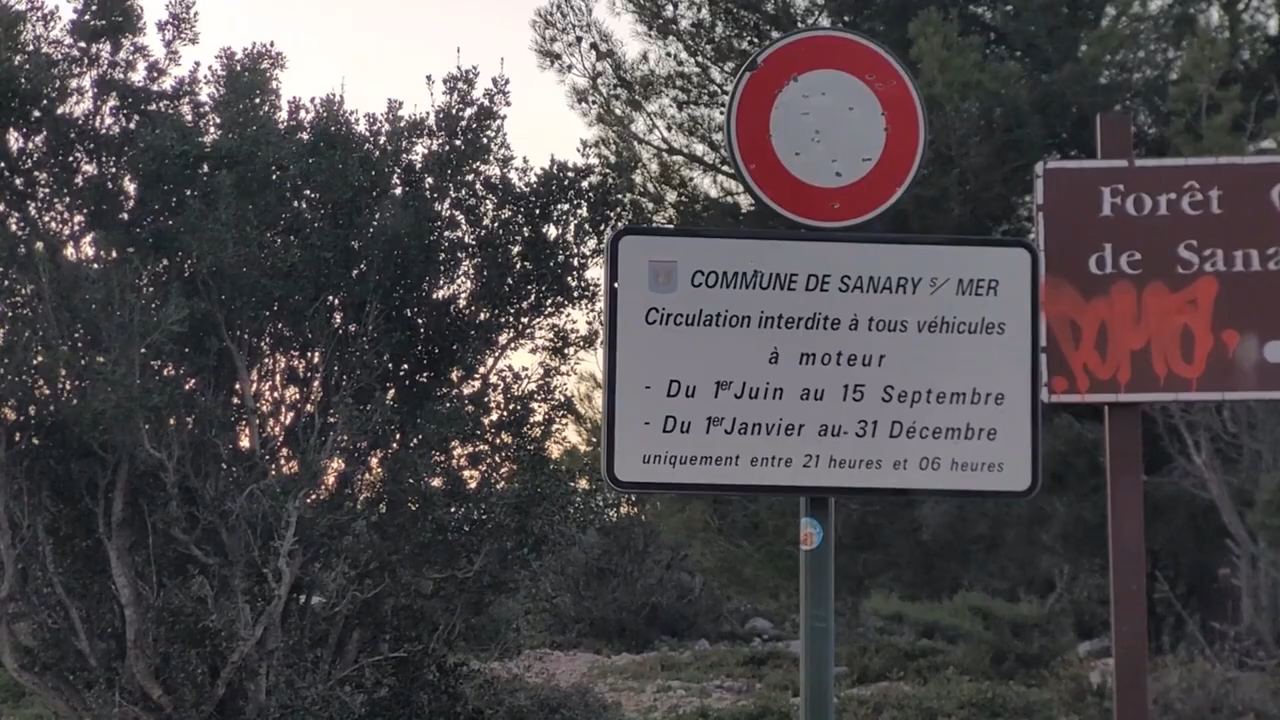 COMMUNE DE SANARY S/ MER
Circulation interdite à tous véhicules
à moteur
- Du 1er Juin au 15 Septembre
- Du 1er Janvier au 31 Décembre
uniquement entre 21 heures et 06 heures
Forêt
de Sana